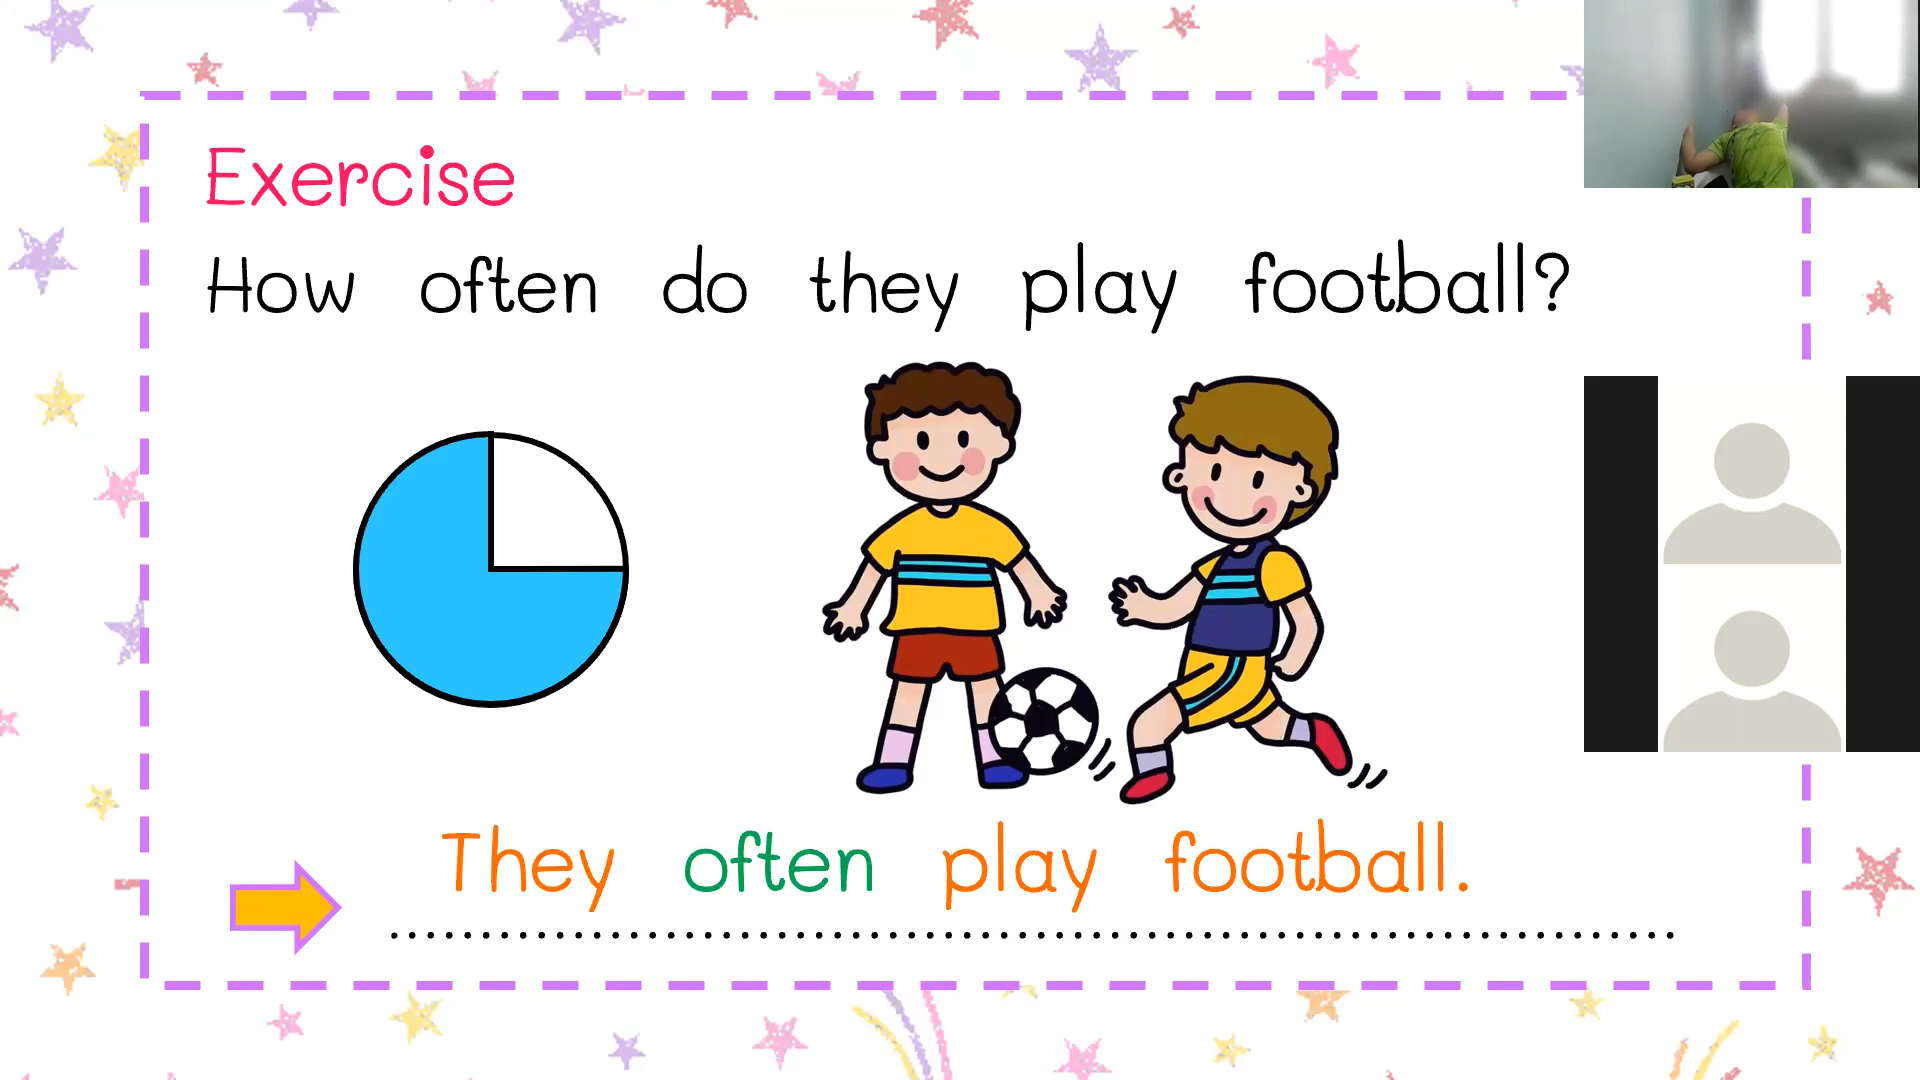 Exercise
How often do they play football?
They often play football.